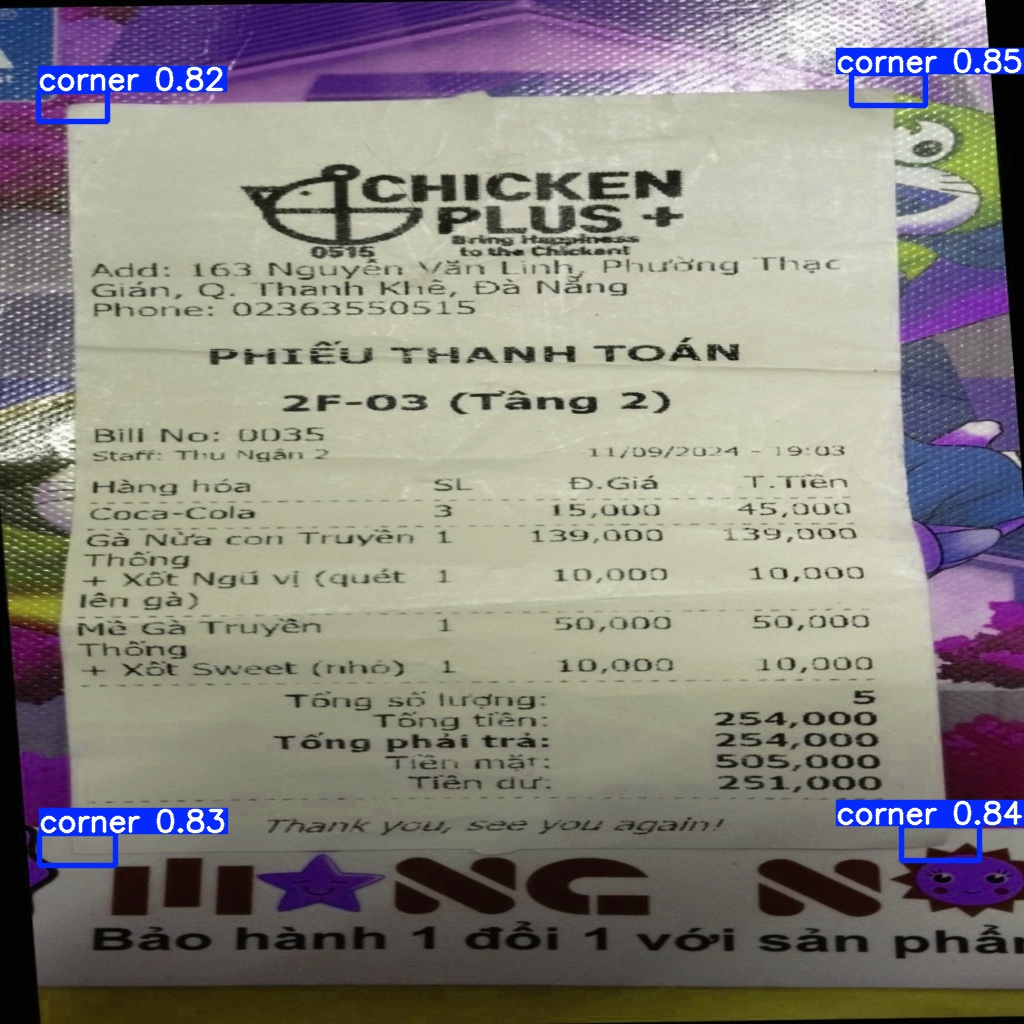 corner 0.82
corner 0.85
CHICKEN
PLUS +
Bring Happiness
to the Chickent
0515
Add: 163 Nguyễn Văn Linh, Phường Thạc
Gián, Q. Thanh Khê, Đà Nẵng
Phone: 02363550515
PHIẾU THANH TOÁN
2F-03 (Tầng 2)
Bill No: 0035
Staff: Thu Ngân 2 11/09/2024 - 19:03
Hàng hóa SL Đ.Giá T.Tiền
Coca-Cola 3 15,000 45,000
Gà Nửa con Truyền 1 139,000 139,000
Thống
+ Xốt Ngũ vị (quét 1 10,000 10,000
lên gà)
Mề Gà Truyền 1 50,000 50,000
Thống
+ Xốt Sweet (nhỏ) 1 10,000 10,000
Tổng số lượng: 5
Tổng tiền: 254,000
Tổng phải trả: 254,000
Tiền mặt: 505,000
Tiền dư: 251,000
Thank you, see you again!
corner 0.83
corner 0.84
Bảo hành 1 đổi 1 với sản phẩ